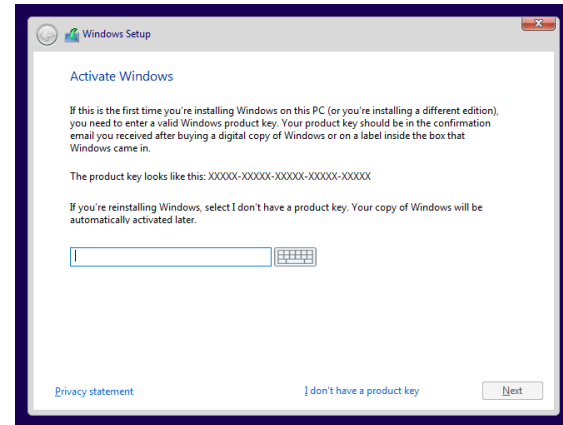 Windows Setup
Activate Windows
If this is the first time you're installing Windows on this PC (or you're installing a different edition),
you need to enter a valid Windows product key. Your product key should be in the confirmation
email you received after buying a digital copy of Windows or on a label inside the box that
Windows came in.
The product key looks like this: XXXXX-XXXXX-XXXXX-XXXXX-XXXXX
If you're reinstalling Windows, select I don't have a product key. Your copy of Windows will be
automatically activated later.
Privacy statement
I don't have a product key
Next